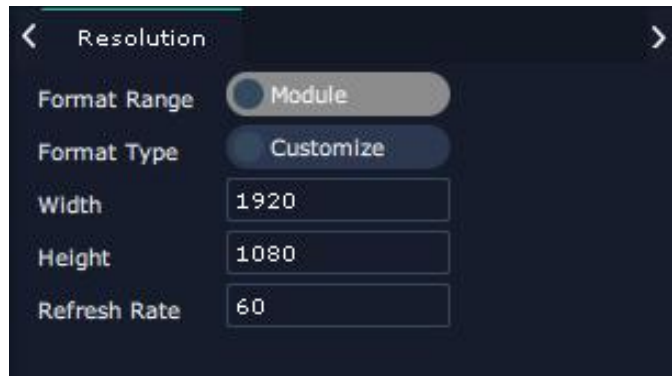 Resolution
Format Range Module
Format Type Customize
Width 1920
Height 1080
Refresh Rate 60